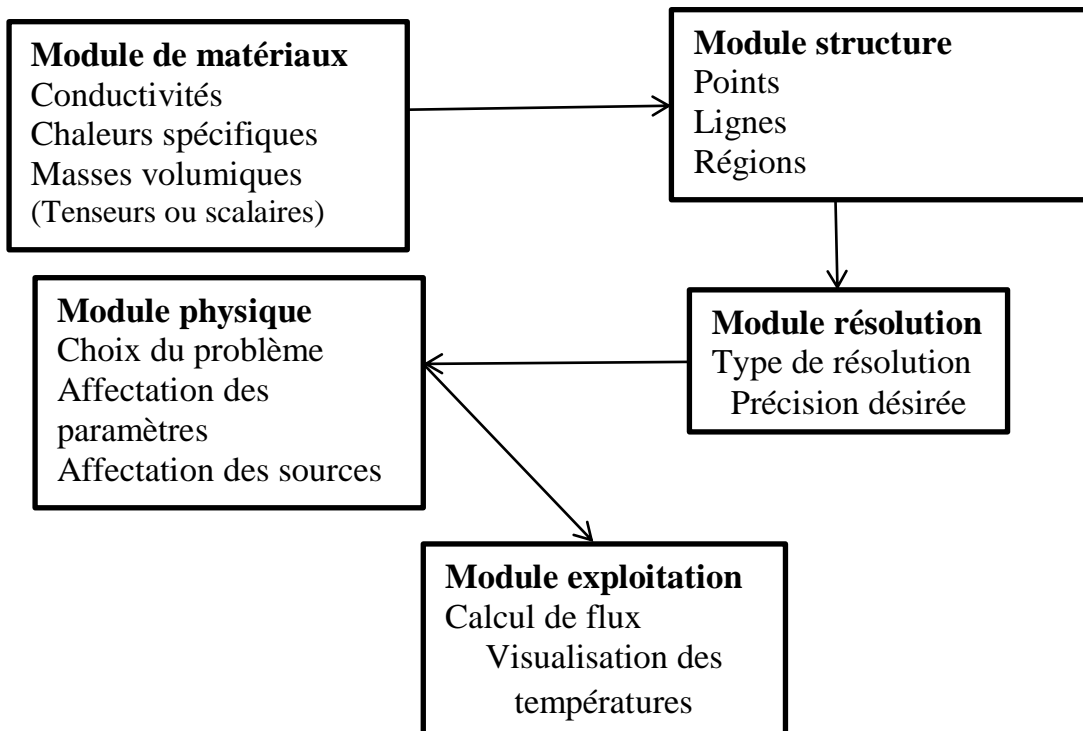 Module de matériaux
Conductivités
Chaleurs spécifiques
Masses volumiques
(Tenseurs ou scalaires)
Module structure
Points
Lignes
Régions
Module physique
Choix du problème
Affectation des
paramètres
Affectation des sources
Module résolution
Type de résolution
Précision désirée
Module exploitation
Calcul de flux
Visualisation des
températures